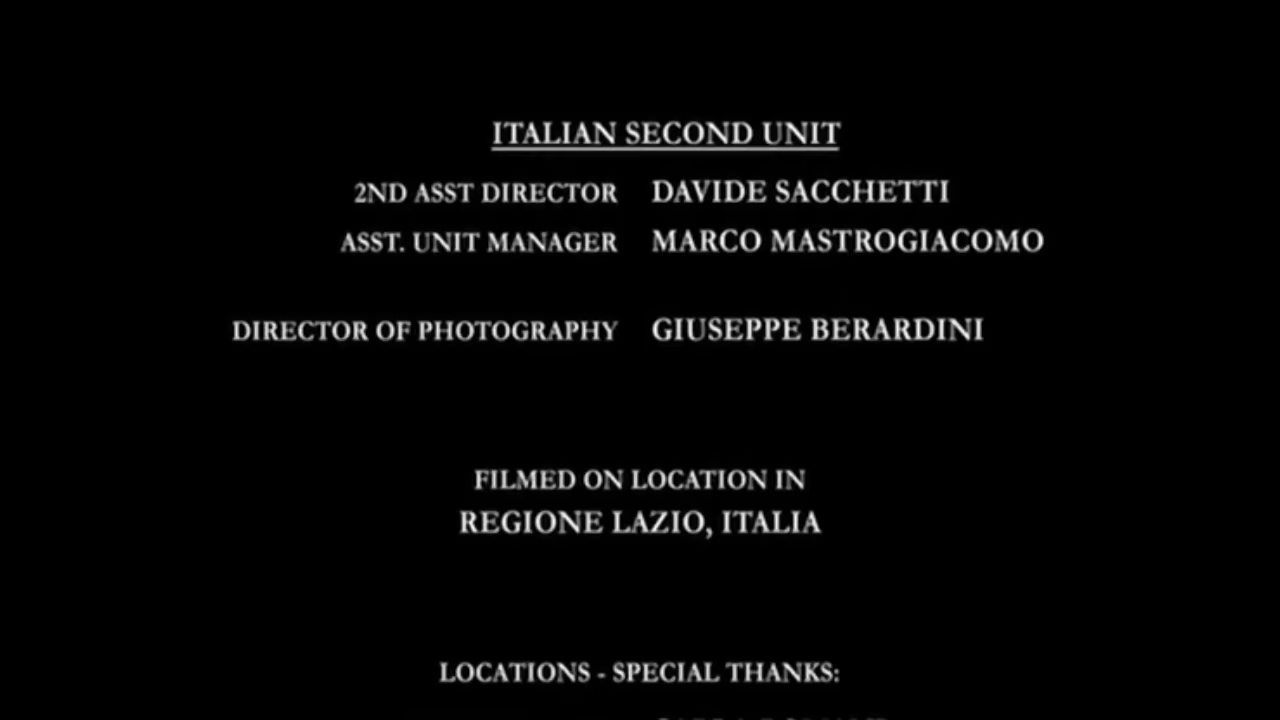 ITALIAN SECOND UNIT
2ND ASST DIRECTOR DAVIDE SACCHETTI
ASST. UNIT MANAGER MARCO MASTROGIACOMO
DIRECTOR OF PHOTOGRAPHY GIUSEPPE BERARDINI
FILMED ON LOCATION IN
REGIONE LAZIO, ITALIA
LOCATIONS - SPECIAL THANKS: